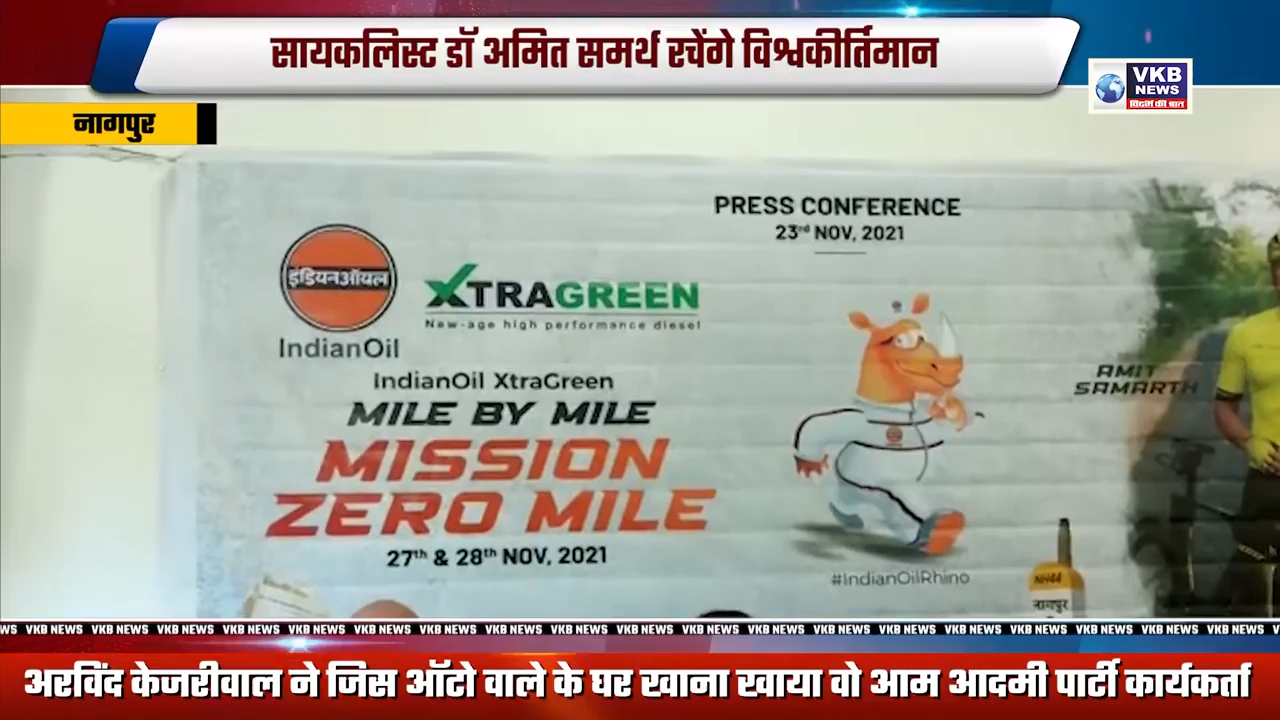 सायकलिस्ट डॉ अमित समर्थ रचेंगे विश्वकीर्तिमान
VKB
NEWS
विदर्भ की बात
नागपुर
PRESS CONFERENCE
23rd NOV, 2021
इंडियनऑयल
IndianOil
XTRAGREEN
New-age high performance diesel
IndianOil XtraGreen
MILE BY MILE
MISSION
ZERO MILE
27th & 28th NOV, 2021
#IndianOilRhino
AMIT
SAMARTH
NH44
नागपुर
WS VKB NEWS VKB NEWS VKB NEWS VKB NEWS VKB NEWS VKB NEWS VKB NEWS VKB NEWS VKB NEWS VKB NEWS VKB NEWS VKB NEWS VKB NEWS VKB NEWS VKB NEWS VKB NEWS VKB NEWS VKB NEWS VKB NEWS
अरविंद केजरीवाल ने जिस ऑटो वाले के घर खाना खाया वो आम आदमी पार्टी कार्यकर्ता